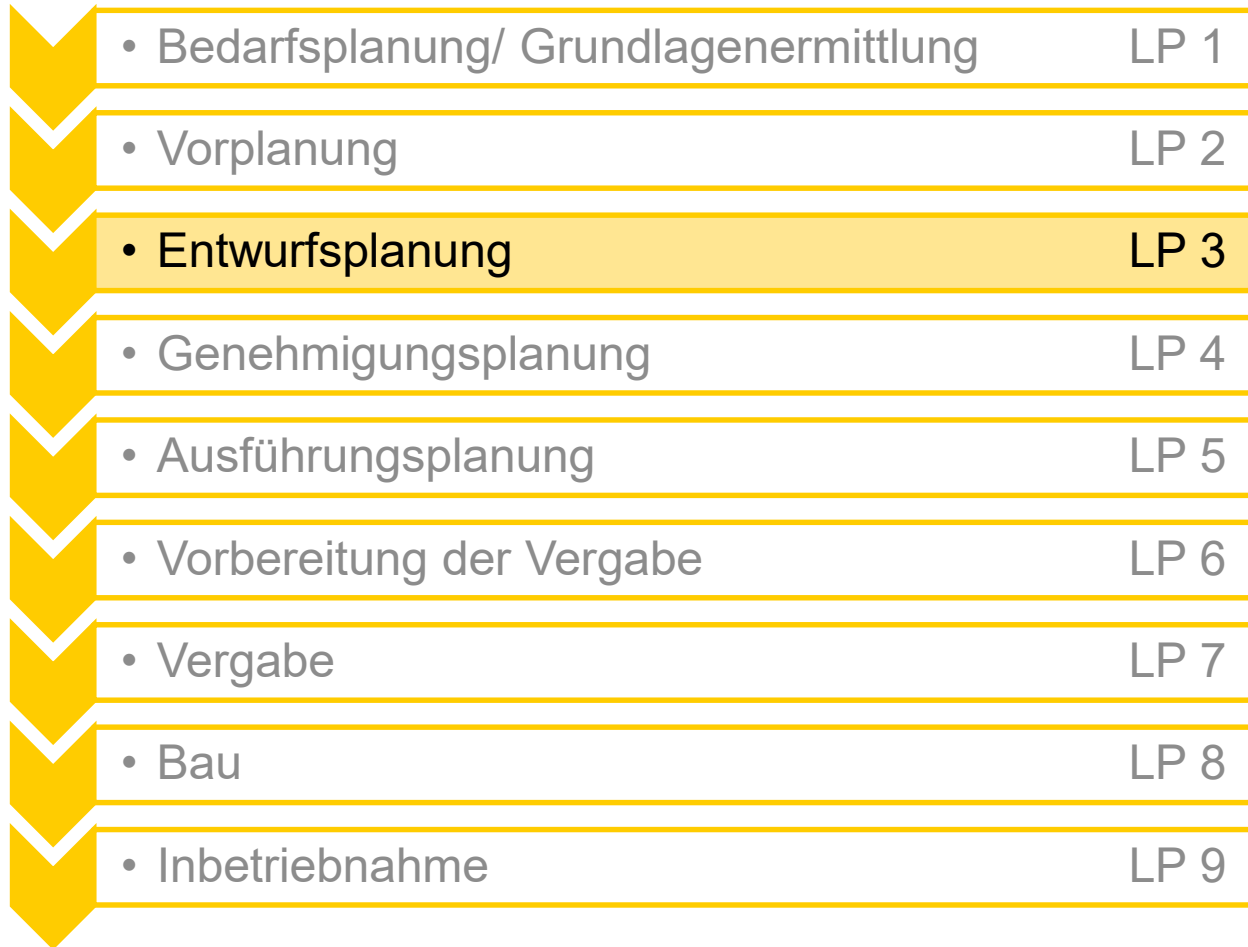 • Bedarfsplanung/ Grundlagenermittlung LP 1
• Vorplanung LP 2
• Entwurfsplanung LP 3
• Genehmigungsplanung LP 4
• Ausführungsplanung LP 5
• Vorbereitung der Vergabe LP 6
• Vergabe LP 7
• Bau LP 8
• Inbetriebnahme LP 9